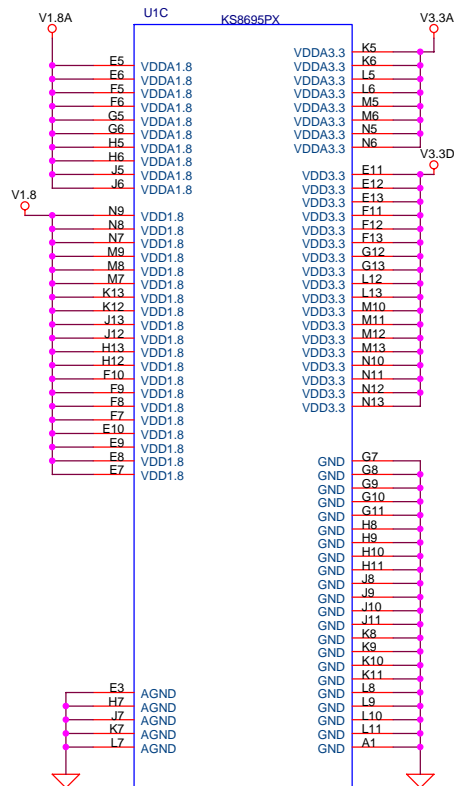 U1C
KS8695PX
V1.8A
V3.3A
E5 VDDA1.8
E6 VDDA1.8
F5 VDDA1.8
F6 VDDA1.8
G5 VDDA1.8
G6 VDDA1.8
H5 VDDA1.8
H6 VDDA1.8
J5 VDDA1.8
J6 VDDA1.8
V1.8
N9 VDD1.8
N8 VDD1.8
N7 VDD1.8
M9 VDD1.8
M8 VDD1.8
M7 VDD1.8
K13 VDD1.8
K12 VDD1.8
J13 VDD1.8
J12 VDD1.8
H13 VDD1.8
H12 VDD1.8
F10 VDD1.8
F9 VDD1.8
F8 VDD1.8
F7 VDD1.8
E10 VDD1.8
E9 VDD1.8
E8 VDD1.8
E7 VDD1.8
E3 AGND
H7 AGND
J7 AGND
K7 AGND
L7 AGND
VDDA3.3 K5
VDDA3.3 K6
VDDA3.3 L5
VDDA3.3 L6
VDDA3.3 M5
VDDA3.3 M6
VDDA3.3 N5
VDDA3.3 N6
V3.3D
VDD3.3 E11
VDD3.3 E12
VDD3.3 E13
VDD3.3 F11
VDD3.3 F12
VDD3.3 F13
VDD3.3 G12
VDD3.3 G13
VDD3.3 L12
VDD3.3 L13
VDD3.3 M10
VDD3.3 M11
VDD3.3 M12
VDD3.3 M13
VDD3.3 N10
VDD3.3 N11
VDD3.3 N12
VDD3.3 N13
GND G7
GND G8
GND G9
GND G10
GND G11
GND H8
GND H9
GND H10
GND H11
GND J8
GND J9
GND J10
GND J11
GND K8
GND K9
GND K10
GND K11
GND L8
GND L9
GND L10
GND L11
GND A1